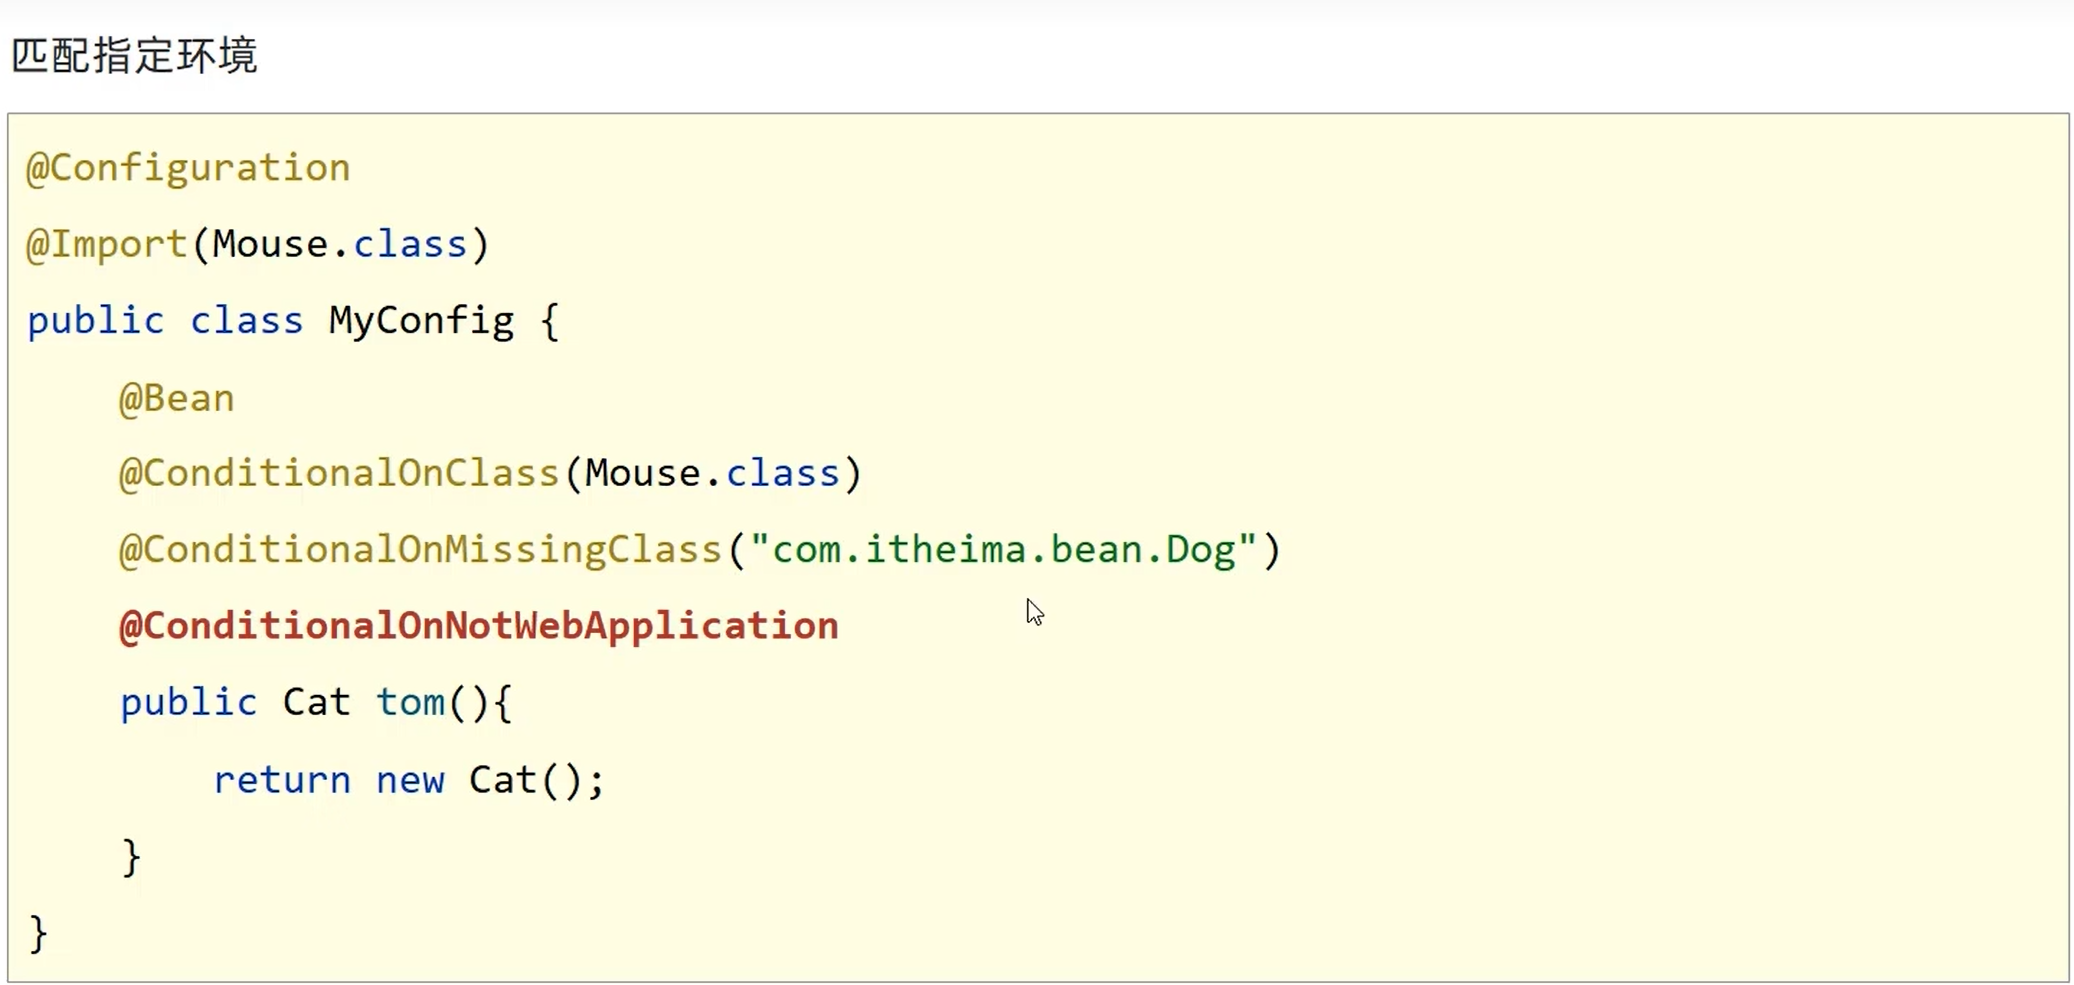 匹配指定环境
@Configuration
@Import(Mouse.class)
public class MyConfig {
    @Bean
    @ConditionalOnClass(Mouse.class)
    @ConditionalOnMissingClass("com.itheima.bean.Dog")
    @ConditionalOnNotWebApplication
    public Cat tom(){
        return new Cat();
    }
}